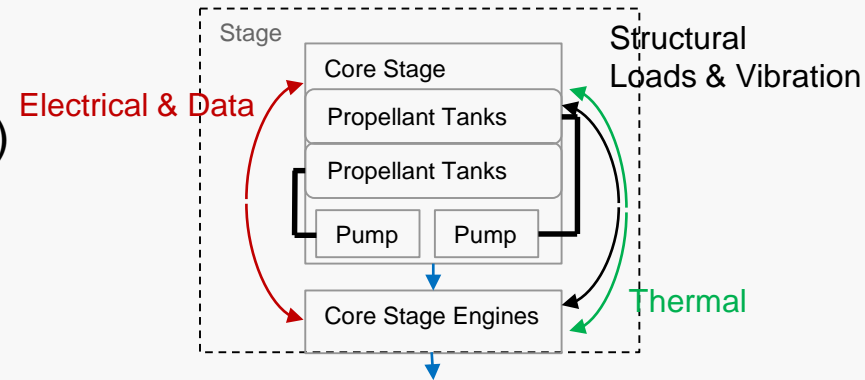 Stage
Structural
Loads & Vibration
Core Stage
Electrical & Data
)
Propellant Tanks
Propellant Tanks
Pump
Pump
Thermal
Core Stage Engines